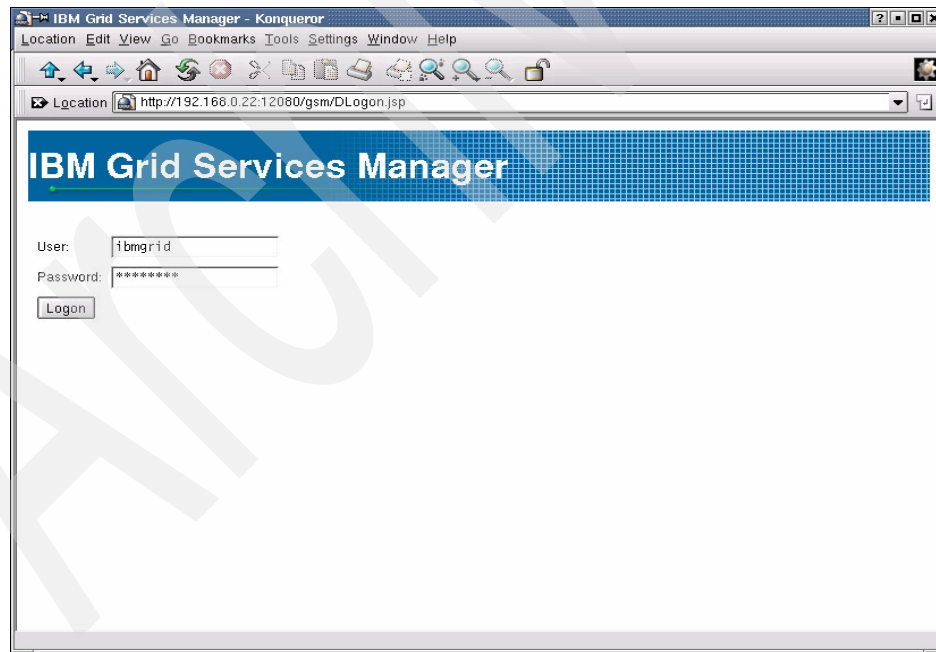 IBM Grid Services Manager - Konqueror
Location Edit View Go Bookmarks Tools Settings Window Help
Location http://192.168.0.22:12080/gsm/DLogon.jsp
IBM Grid Services Manager
User: ibmgrid
Password: ********
Logon